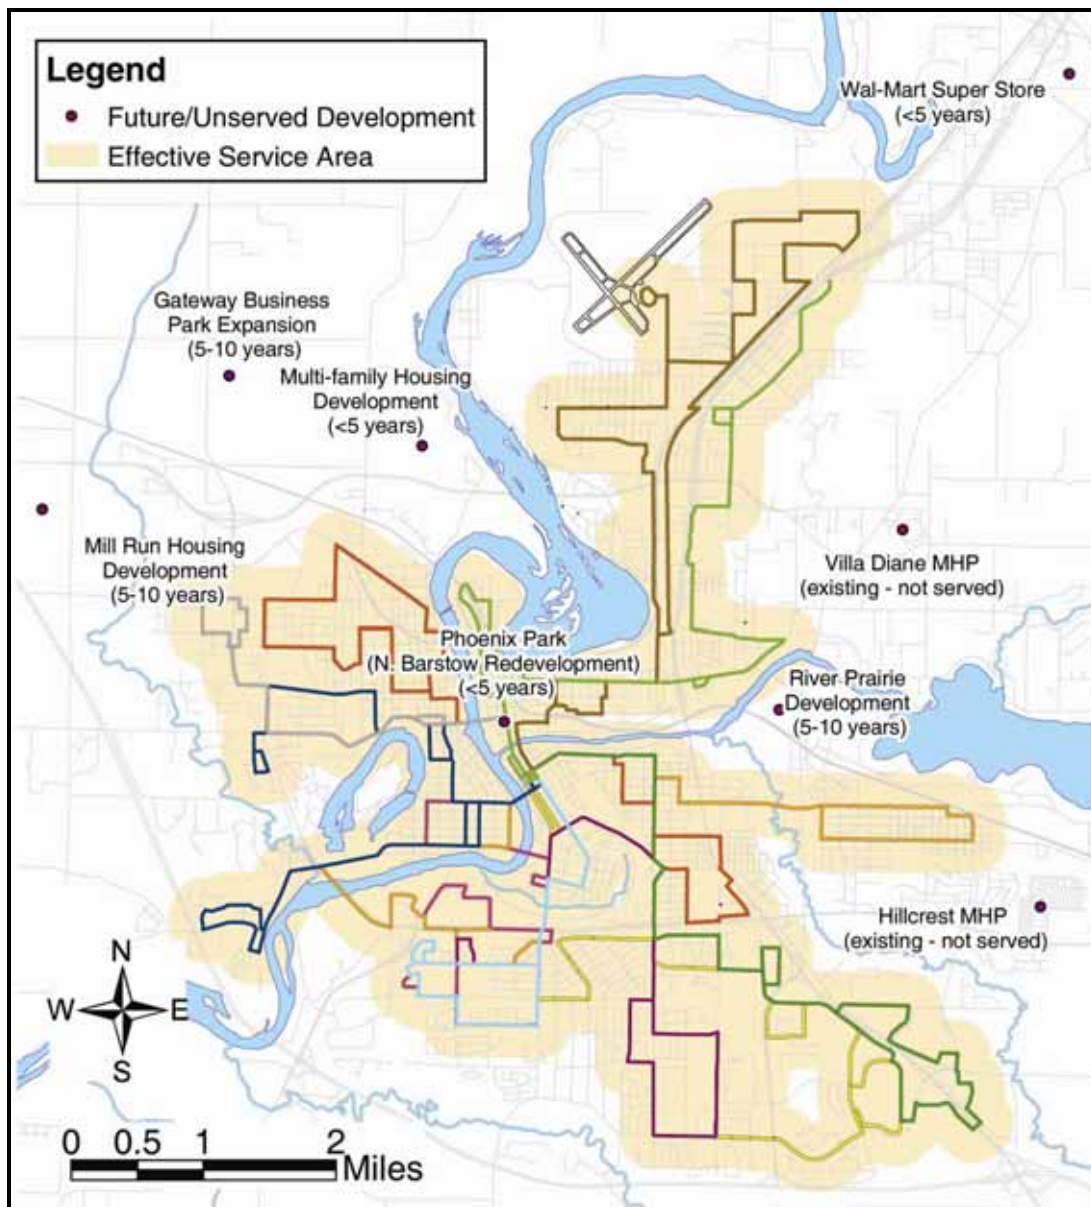 Legend
Future/Unserved Development
Effective Service Area
Wal-Mart Super Store
(<5 years)
Gateway Business
Park Expansion
(5-10 years)
Multi-family Housing
Development
(<5 years)
Mill Run Housing
Development
(5-10 years)
Villa Diane MHP
(existing - not served)
Phoenix Park
(N. Barstow Redevelopment)
(<5 years)
River Prairie
Development
(5-10 years)
Hillcrest MHP
(existing - not served)
N
W E
S
0 0.5 1 2
Miles